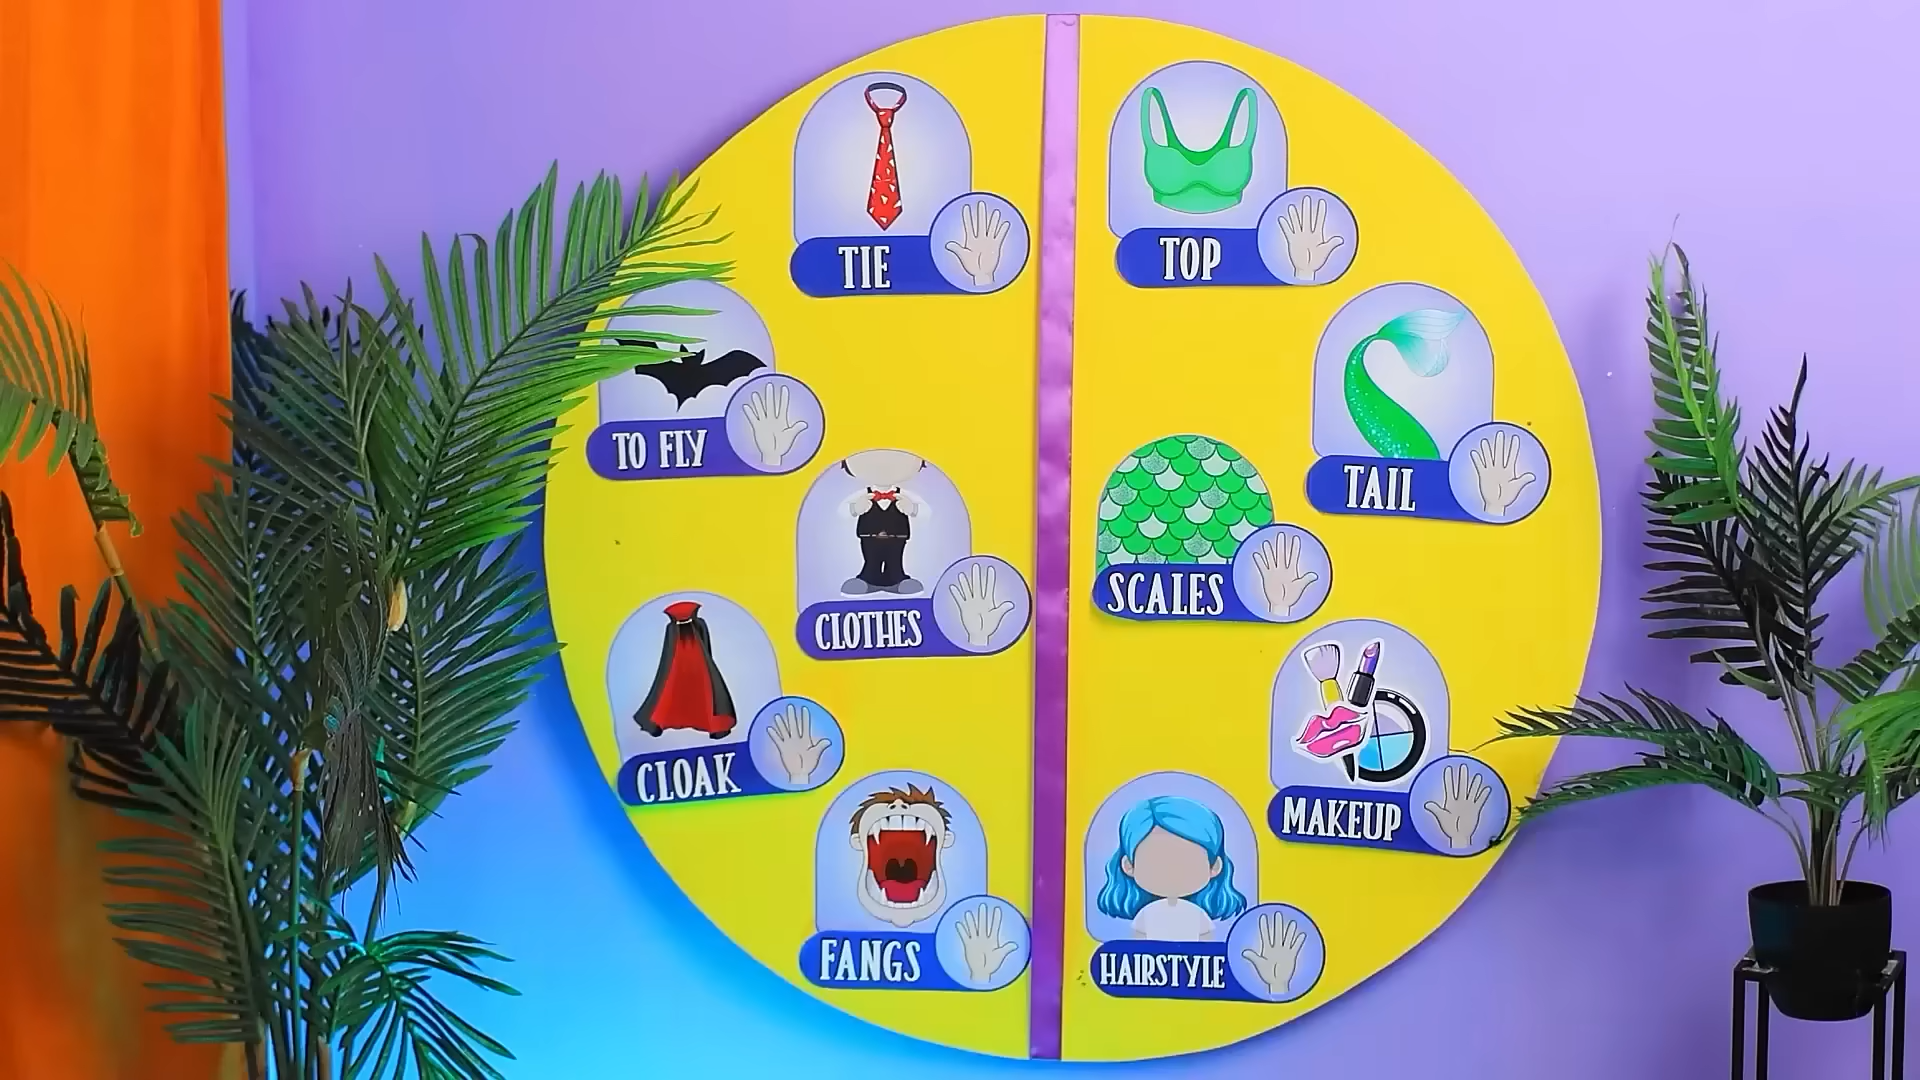 TIE
TO FLY
CLOTHES
CLOAK
FANGS
TOP
TAIL
SCALES
MAKEUP
HAIRSTYLE